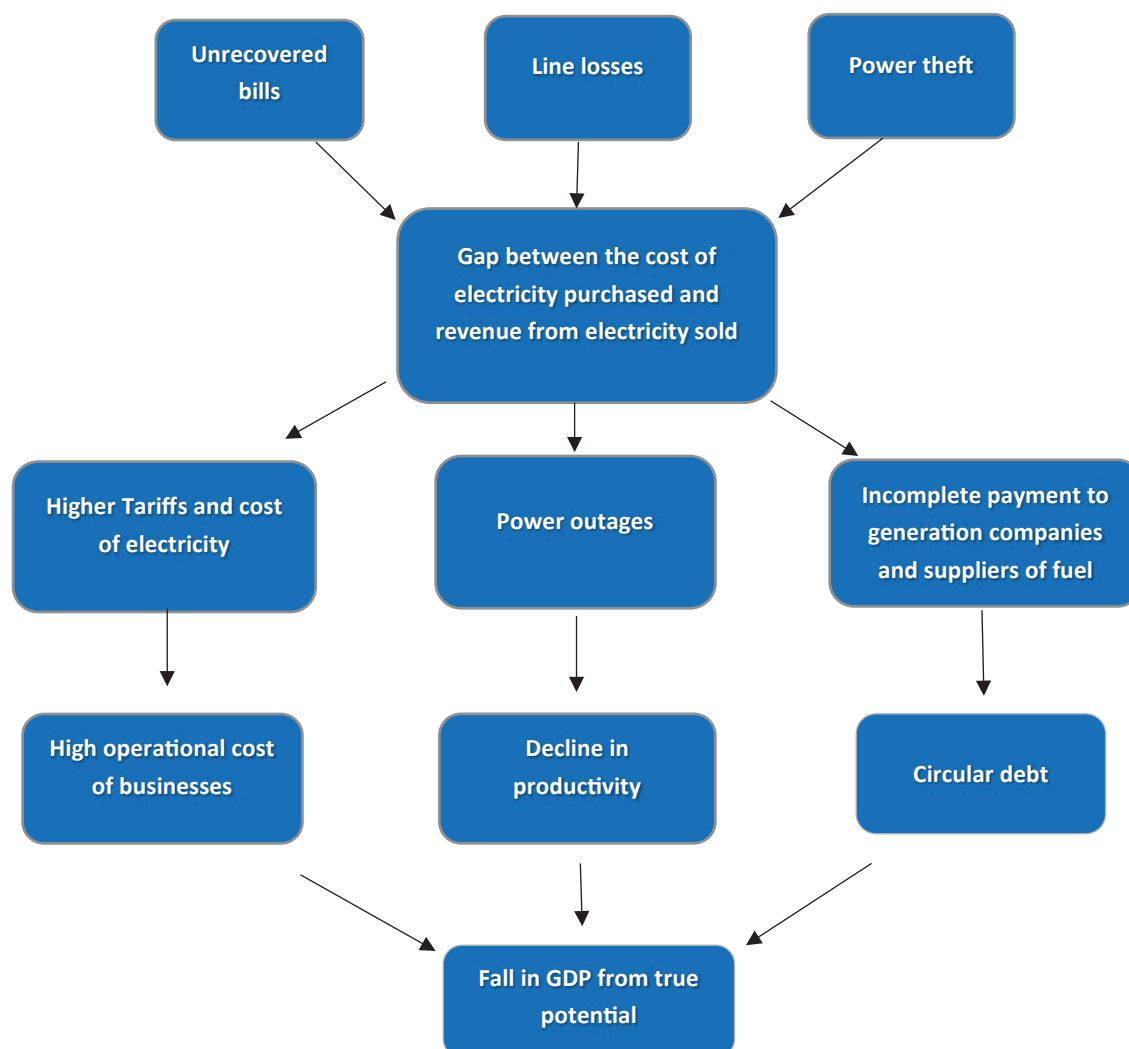 Unrecovered
bills
Line losses
Power theft
Gap between the cost of
electricity purchased and
revenue from electricity sold
Higher Tariffs and cost
of electricity
Power outages
Incomplete payment to
generation companies
and suppliers of fuel
High operational cost
of businesses
Decline in
productivity
Circular debt
Fall in GDP from true
potential